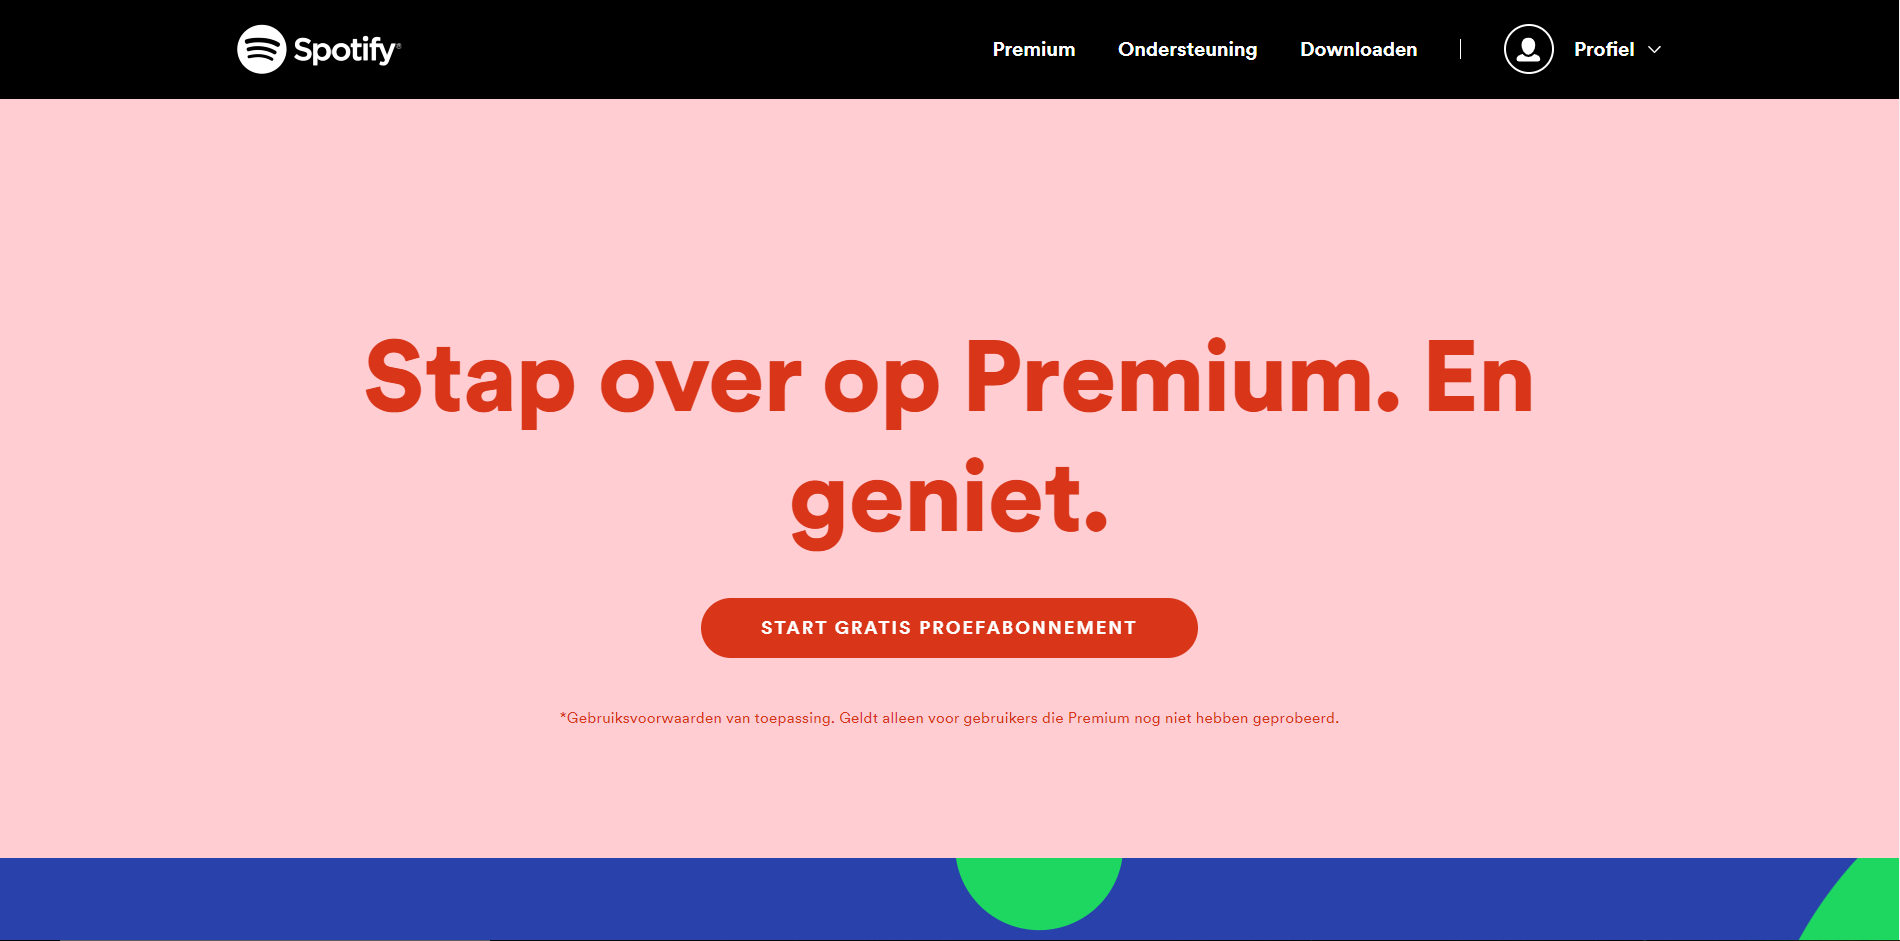 Spotify®
Premium
Ondersteuning
Downloaden
Profiel
Stap over op Premium. En
geniet.
START GRATIS PROEFABONNEMENT
*Gebruiksvoorwaarden van toepassing. Geldt alleen voor gebruikers die Premium nog niet hebben geprobeerd.